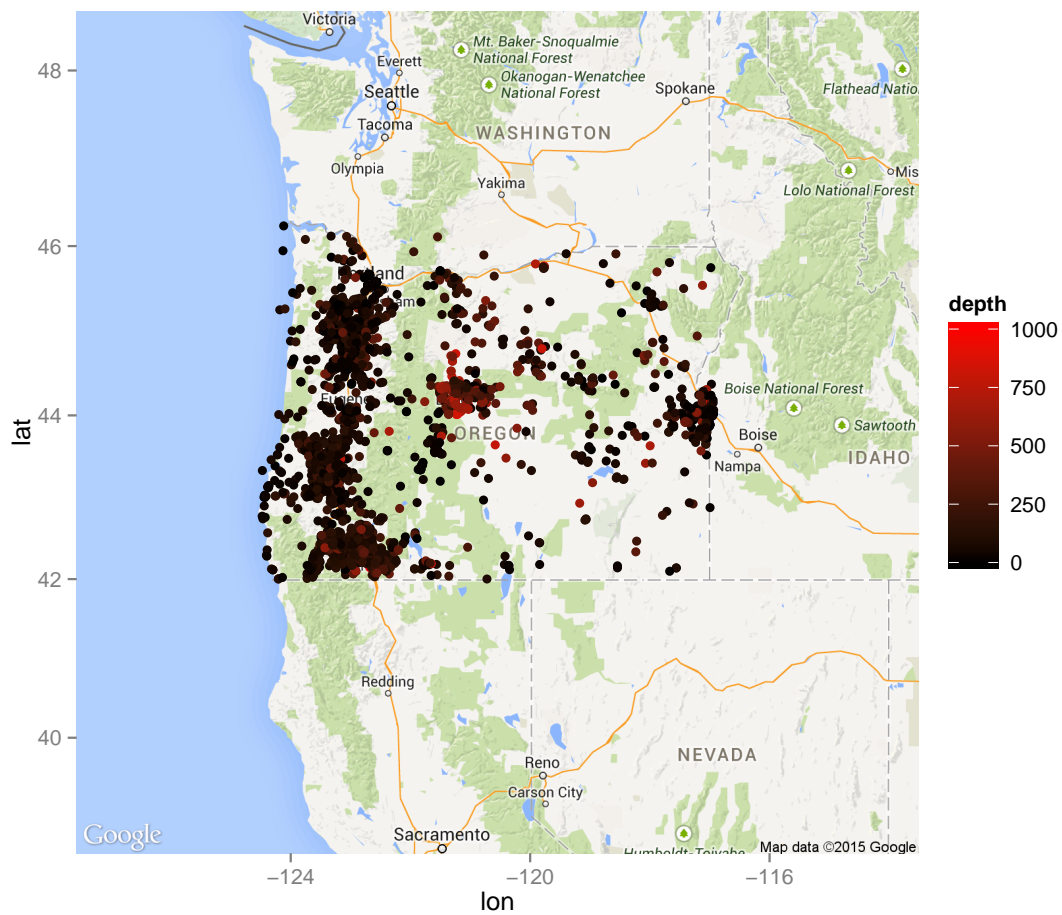 Victoria
Mt. Baker-Snoqualmie
National Forest
Everett
Okanogan-Wenatchee
National Forest
48
Flathead Natio
Spokane
Seattle
Tacoma
WASHINGTON
Olympia
Mis
Yakima
Lolo National Forest
46
land
am
depth
1000
750
500
250
0
Boise National Forest
44
Eugene
Sawtooth
OREGON
Boise
IDAHO
Nampa
lat
42
Redding
40
NEVADA
Reno
Carson City
Sacramento
Google
Humboldt-Toiyabe
Map data ©2015 Google
−124
−120
−116
lon